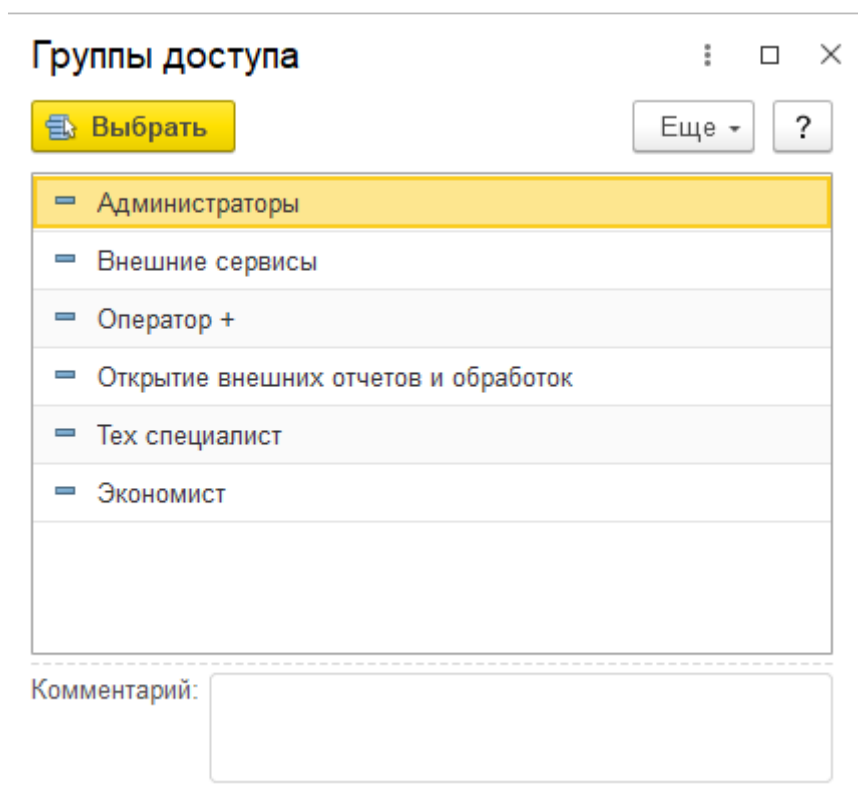 Группы доступа
Выбрать
Еще
?
Администраторы
Внешние сервисы
Оператор +
Открытие внешних отчетов и обработок
Тех специалист
Экономист
Комментарий: